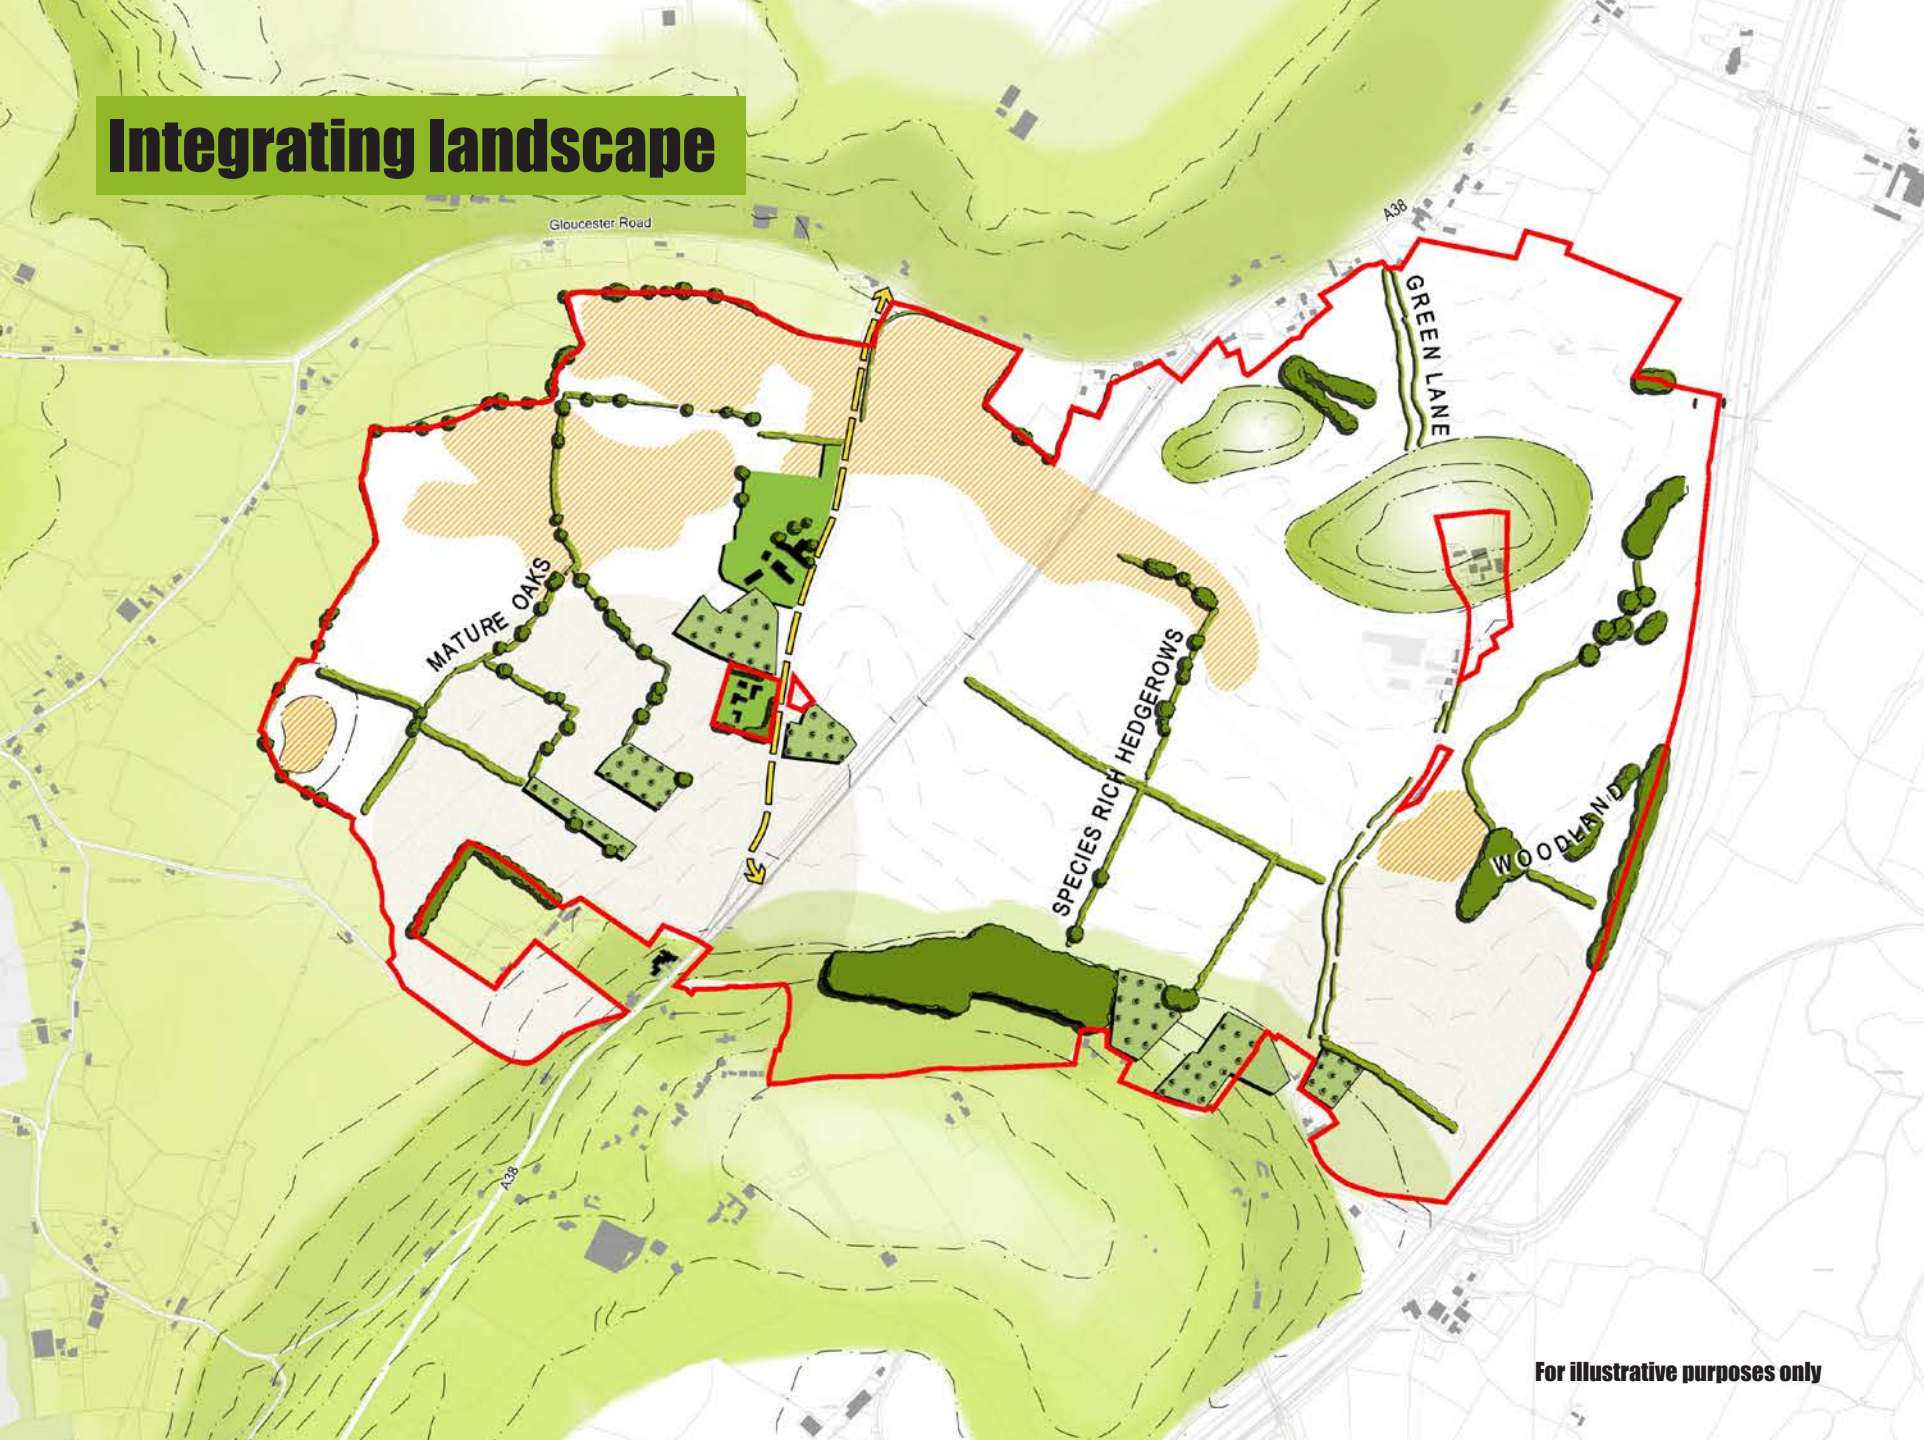 Integrating landscape
Gloucester Road
A38
GREEN LANE
MATURE OAKS
SPECIES RICH HEDGEROWS
WOODLAND
A38
For illustrative purposes only